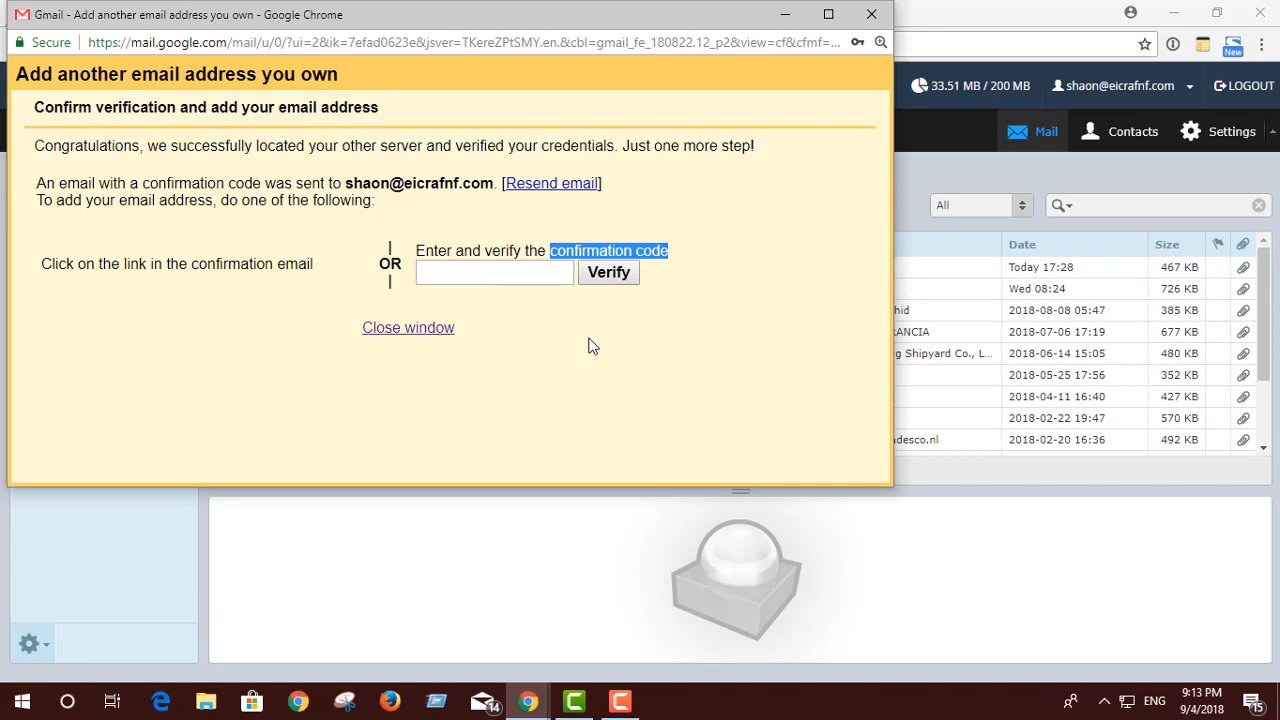 Gmail - Add another email address you own - Google Chrome
Secure https://mail.google.com/mail/u/0/?ui=2&ik=7efad0623e&jsver=TKereZPtSMY.en.&cbl=gmail_fe_180822.12_p2&view=cf&cfmf=...
New
Add another email address you own
33.51 MB / 200 MB shaon@eicrafnf.com LOGOUT
Confirm verification and add your email address
Mail Contacts Settings
Congratulations, we successfully located your other server and verified your credentials. Just one more step!
An email with a confirmation code was sent to shaon@eicrafnf.com. [Resend email]
To add your email address, do one of the following:
All
Date Size
Click on the link in the confirmation email
|
OR
|
Enter and verify the confirmation code
Verify
Close window
Today 17:28 467 KB
Wed 08:24 726 KB
hid 2018-08-08 05:47 385 KB
RANCIA 2018-07-06 17:19 677 KB
g Shipyard Co., L... 2018-06-14 15:05 480 KB
2018-05-25 17:56 352 KB
2018-04-11 16:40 427 KB
2018-02-22 19:47 570 KB
adesco.nl 2018-02-20 16:36 492 KB
14
ENG
9:13 PM
9/4/2018
15